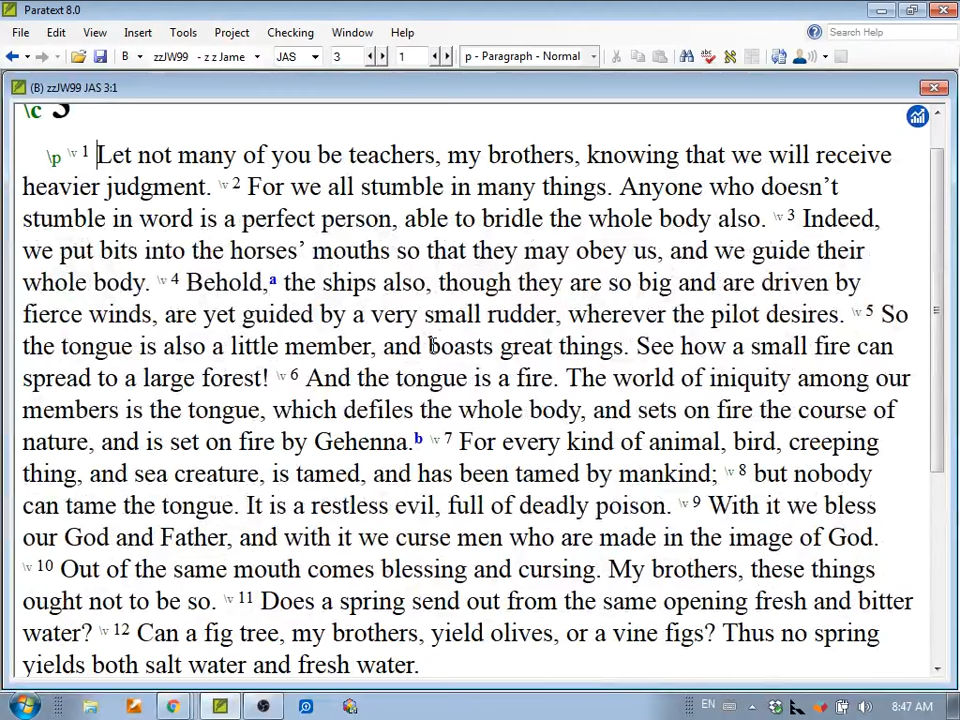 Paratext 8.0
File Edit View Insert Tools Project Checking Window Help Search Help
B zzJW99 - z z Jame JAS 3 1 p - Paragraph - Normal
(B) zzJW99 JAS 3:1
\c 3
\p \v 1 Let not many of you be teachers, my brothers, knowing that we will receive
heavier judgment. \v 2 For we all stumble in many things. Anyone who doesn’t
stumble in word is a perfect person, able to bridle the whole body also. \v 3 Indeed,
we put bits into the horses’ mouths so that they may obey us, and we guide their
whole body. \v 4 Behold,a the ships also, though they are so big and are driven by
fierce winds, are yet guided by a very small rudder, wherever the pilot desires. \v 5 So
the tongue is also a little member, and boasts great things. See how a small fire can
spread to a large forest! \v 6 And the tongue is a fire. The world of iniquity among our
members is the tongue, which defiles the whole body, and sets on fire the course of
nature, and is set on fire by Gehenna.b \v 7 For every kind of animal, bird, creeping
thing, and sea creature, is tamed, and has been tamed by mankind; \v 8 but nobody
can tame the tongue. It is a restless evil, full of deadly poison. \v 9 With it we bless
our God and Father, and with it we curse men who are made in the image of God.
\v 10 Out of the same mouth comes blessing and cursing. My brothers, these things
ought not to be so. \v 11 Does a spring send out from the same opening fresh and bitter
water? \v 12 Can a fig tree, my brothers, yield olives, or a vine figs? Thus no spring
yields both salt water and fresh water.
EN 8:47 AM